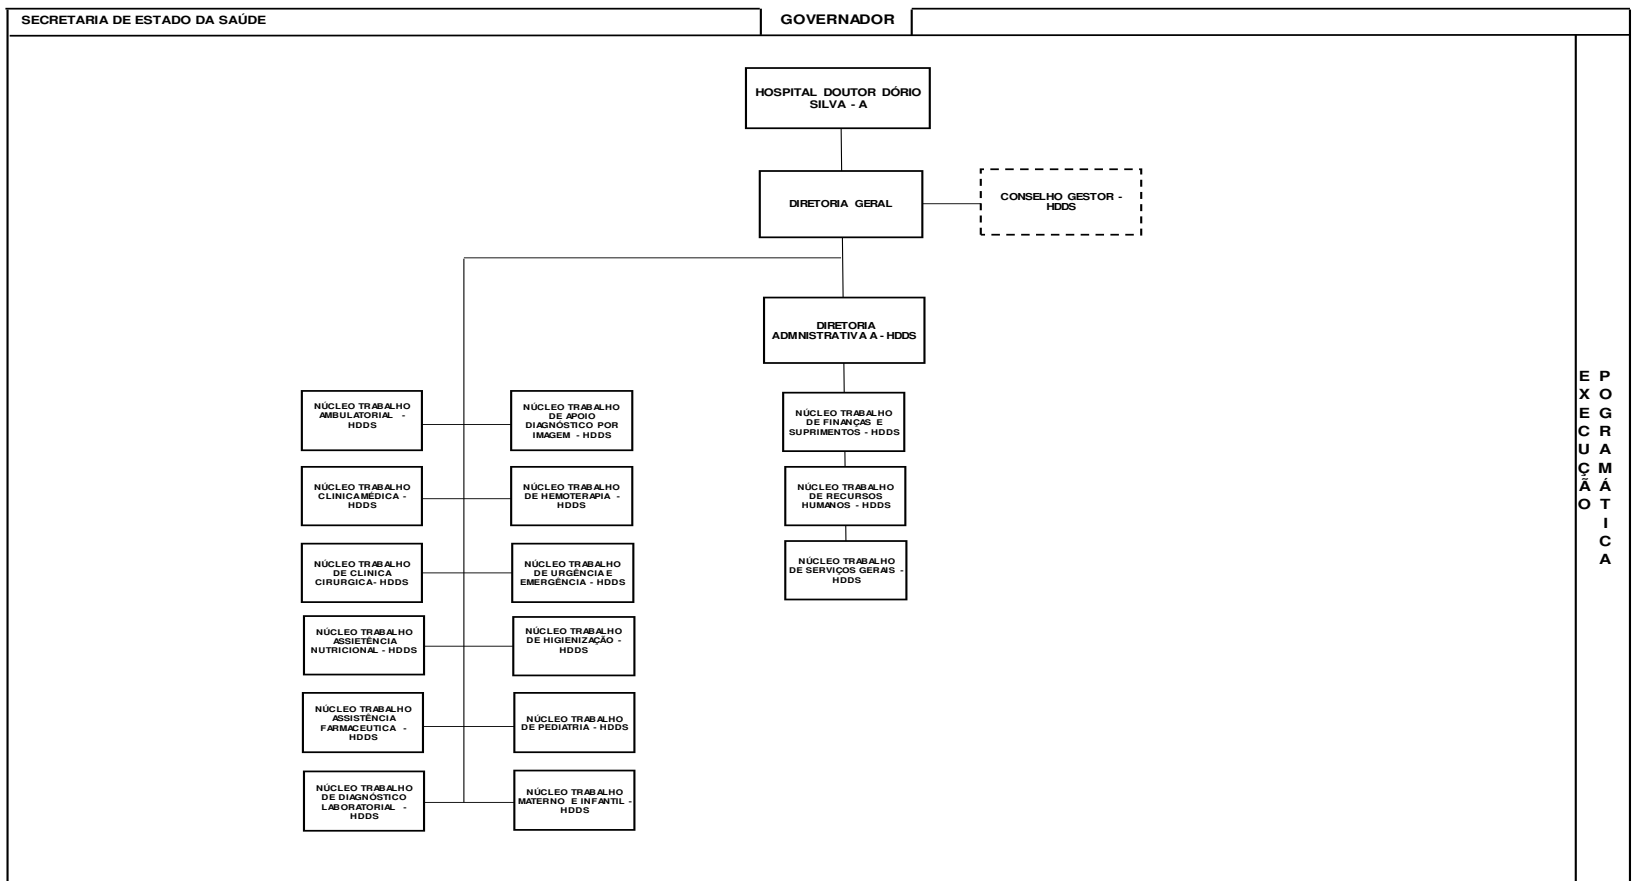 SECRETARIA DE ESTADO DA SAÚDE
GOVERNADOR
HOSPITAL DOUTOR DÓRIO
SILVA - A
DIRETORIA GERAL
CONSELHO GESTOR -
HDDS
DIRETORIA
ADMNISTRATIVA A - HDDS
NÚCLEO TRABALHO
AMBULATORIAL -
HDDS
NÚCLEO TRABALHO
DE APOIO
DIAGNÓSTICO POR
IMAGEM - HDDS
NÚCLEO TRABALHO
DE FINANÇAS E
SUPRIMENTOS - HDDS
NÚCLEO TRABALHO
CLINICA MÉDICA -
HDDS
NÚCLEO TRABALHO
DE HEMOTERAPIA -
HDDS
NÚCLEO TRABALHO
DE RECURSOS
HUMANOS - HDDS
NÚCLEO TRABALHO
DE CLINICA
CIRURGICA- HDDS
NÚCLEO TRABALHO
DE URGÊNCIA E
EMERGÊNCIA - HDDS
NÚCLEO TRABALHO
DE SERVIÇOS GERAIS -
HDDS
NÚCLEO TRABALHO
ASSIETÊNCIA
NUTRICIONAL - HDDS
NÚCLEO TRABALHO
DE HIGIENIZAÇÃO -
HDDS
NÚCLEO TRABALHO
ASSISTÊNCIA
FARMACEUTICA -
HDDS
NÚCLEO TRABALHO
DE PEDIATRIA - HDDS
NÚCLEO TRABALHO
DE DIAGNÓSTICO
LABORATORIAL -
HDDS
NÚCLEO TRABALHO
MATERNO E INFANTIL -
HDDS
EXECUÇÃO
POGRAMÁTICA